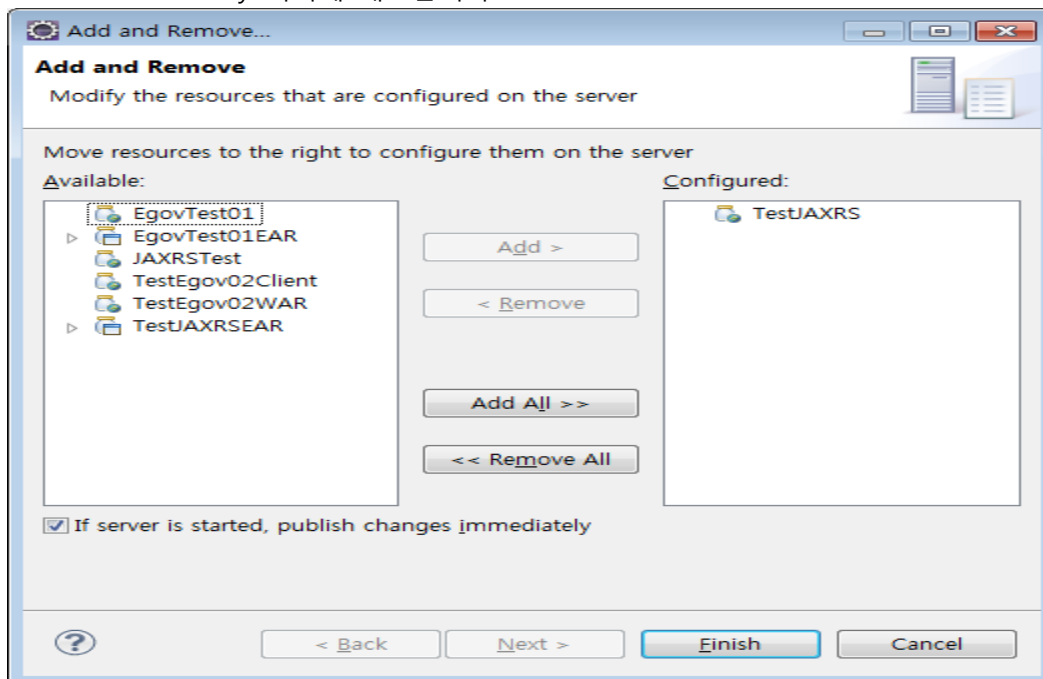 Add and Remove...
Add and Remove
Modify the resources that are configured on the server
Move resources to the right to configure them on the server
Available:
Configured:
EgovTest01
EgovTest01EAR
JAXRSTest
TestEgov02Client
TestEgov02WAR
TestJAXRSEAR
Add >
< Remove
Add All >>
<< Remove All
TestJAXRS
If server is started, publish changes immediately
?
< Back
Next >
Finish
Cancel